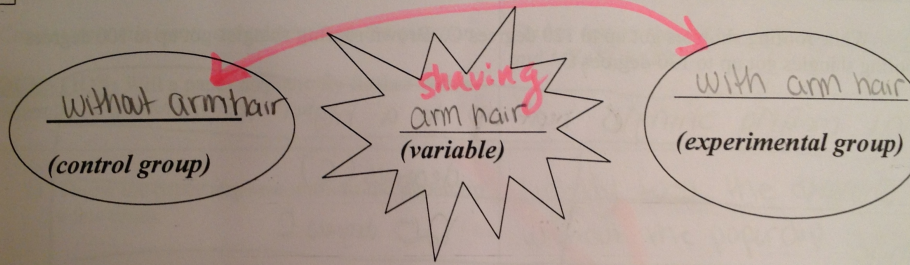 without armhair
(control group)
shaving
arm hair
(variable)
with arm hair
(experimental group)